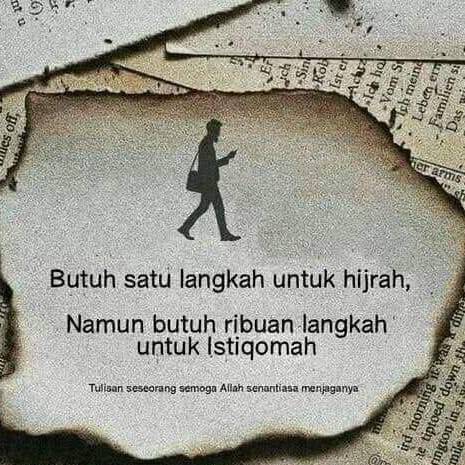 Butuh satu langkah untuk hijrah,
Namun butuh ribuan langkah
untuk Istiqomah
Tulisan seseorang semoga Allah senantiasa menjaganya